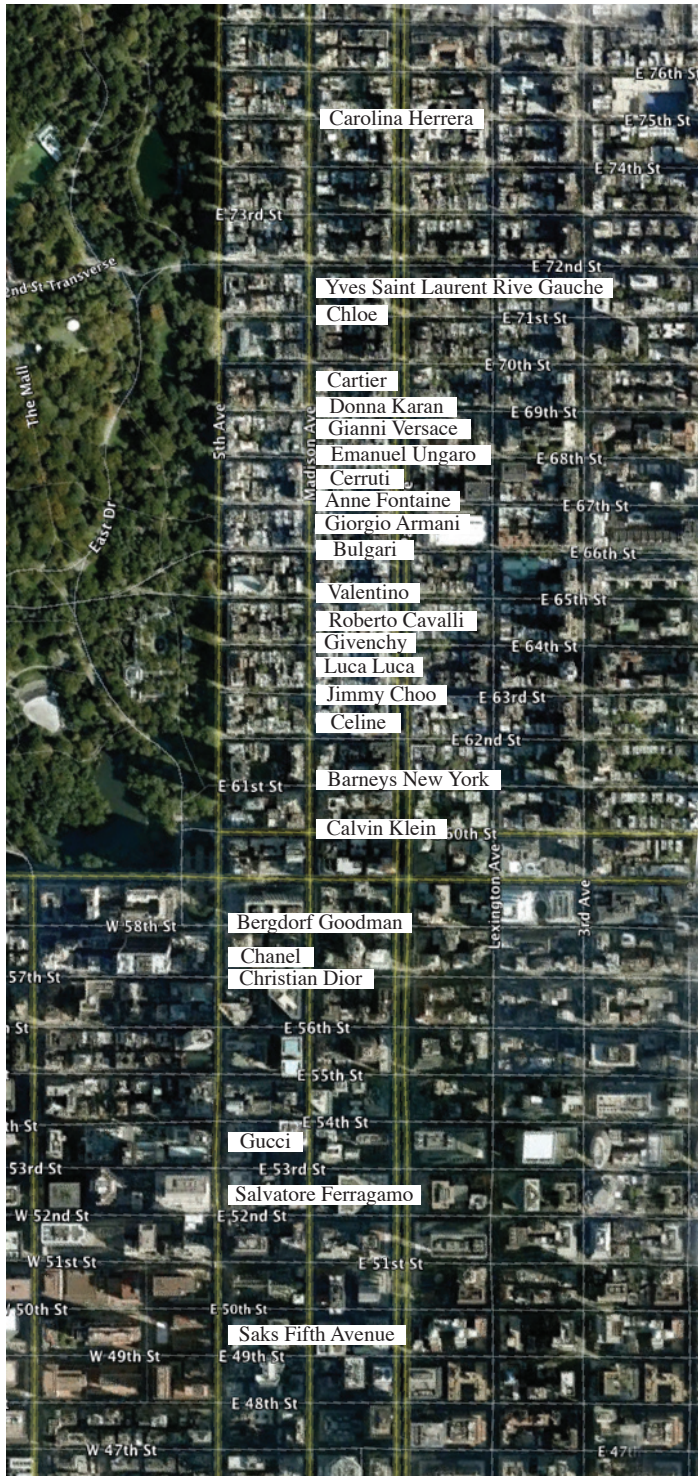 E 76th St
Carolina Herrera
E 75th St
E 74th St
E 73rd St
E 72nd St
2nd St Transverse
Yves Saint Laurent Rive Gauche
Chloe
E 71st St
E 70th St
The Mall
Cartier
5th Ave
Madison Ave
Donna Karan
E 69th St
Gianni Versace
Emanuel Ungaro
E 68th St
Cerruti
Anne Fontaine
E 67th St
East Dr
Giorgio Armani
Bulgari
E 66th St
Valentino
E 65th St
Roberto Cavalli
Givenchy
E 64th St
Luca Luca
Jimmy Choo
E 63rd St
Celine
E 62nd St
E 61st St
Barneys New York
Calvin Klein
60th St
Lexington Ave
3rd Ave
W 58th St
Bergdorf Goodman
Chanel
57th St
Christian Dior
St
E 56th St
E 55th St
th St
E 54th St
Gucci
53rd St
E 53rd St
Salvatore Ferragamo
W 52nd St
E 52nd St
W 51st St
E 51st St
W 50th St
E 50th St
Saks Fifth Avenue
W 49th St
E 49th St
E 48th St
W 47th St
E 47th